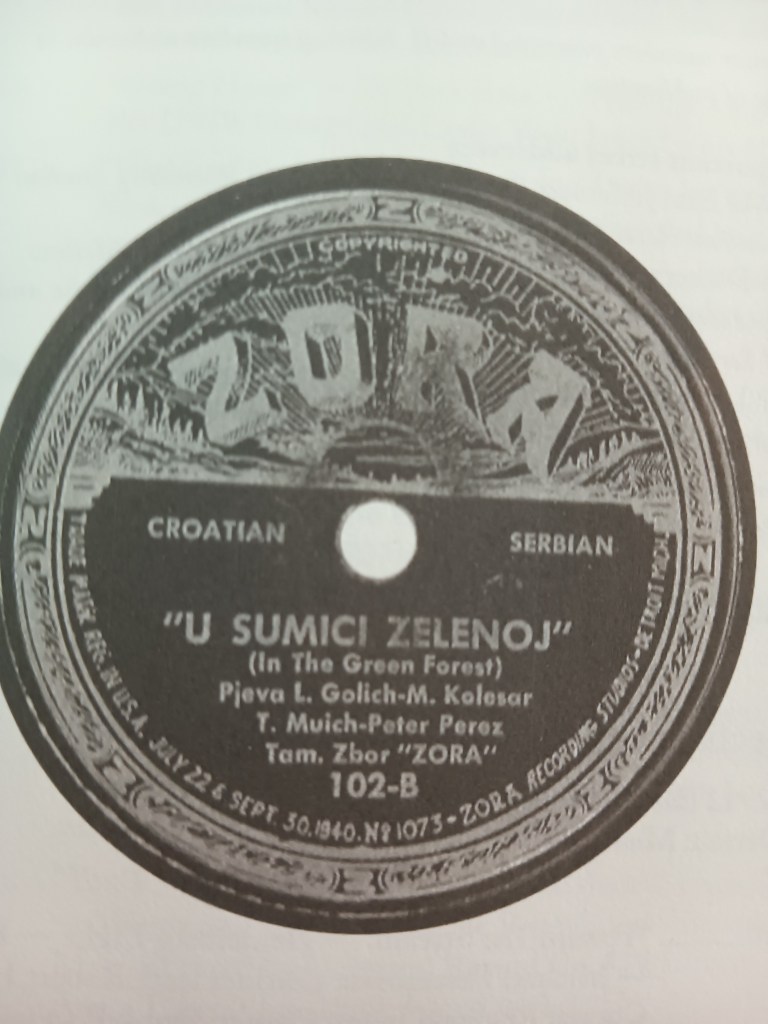 COPYRIGHTED
ZORA
CROATIAN
SERBIAN
"U SUMICI ZELENOJ"
(In The Green Forest)
Pjeva L. Golich-M. Kolesar
T. Muich-Peter Perez
Tam. Zbor "ZORA"
102-B
TRADE MARK REG. IN U.S.A. JULY 22 & SEPT. 30, 1940. Nº 1073 - ZORA RECORDING STUDIOS - DETROIT MICH.